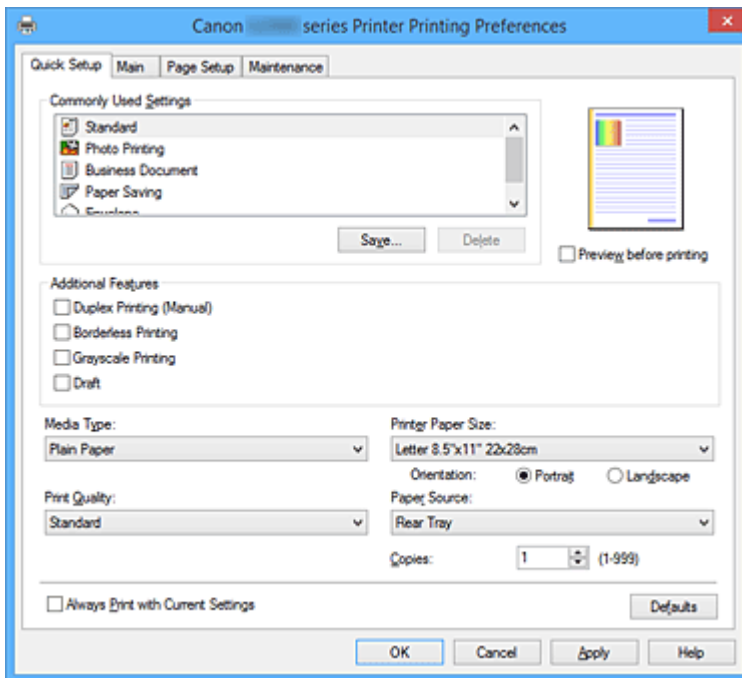 Canon series Printer Printing Preferences
Quick Setup Main Page Setup Maintenance
Commonly Used Settings
Standard
Photo Printing
Business Document
Paper Saving
Envelope
Save... Delete
Preview before printing
Additional Features
Duplex Printing (Manual)
Borderless Printing
Grayscale Printing
Draft
Media Type: Printer Paper Size:
Plain Paper Letter 8.5"x11" 22x28cm
Orientation: Portrait Landscape
Print Quality: Paper Source:
Standard Rear Tray
Copies: 1 (1-999)
Always Print with Current Settings Defaults
OK Cancel Apply Help